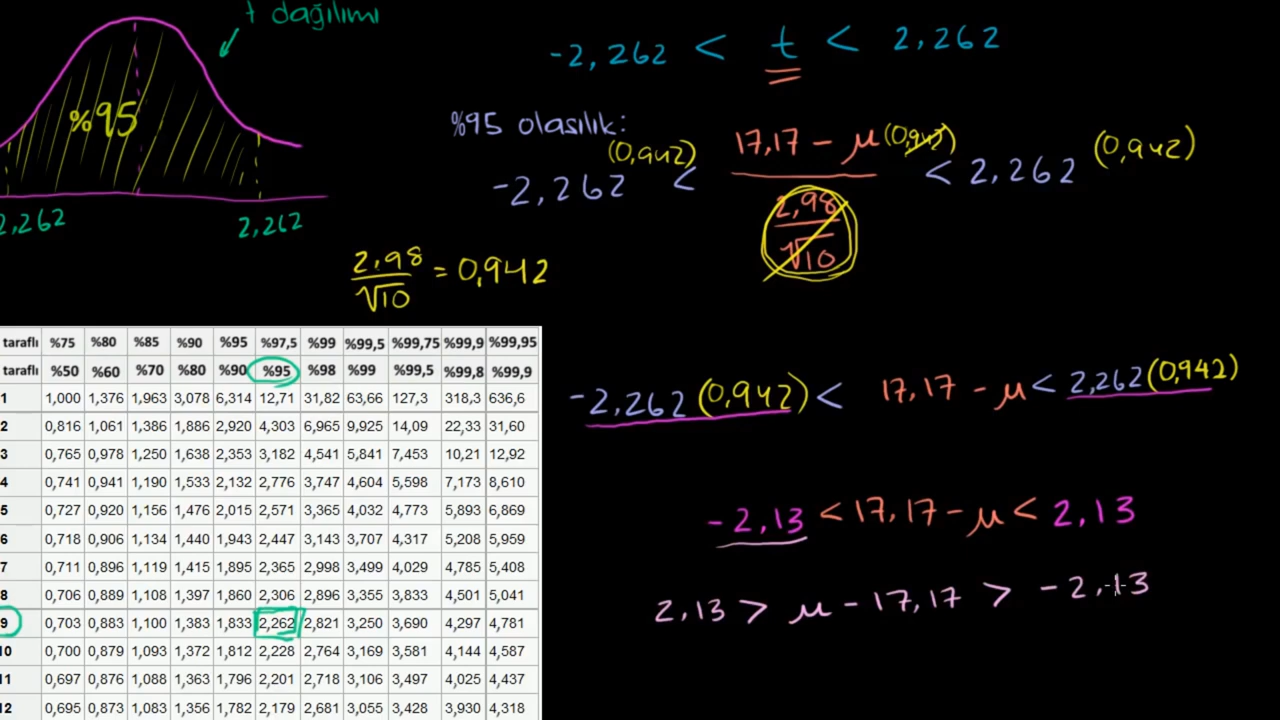 t dağılımı
%95
2,262
2,262
-2,262 < t < 2,262
%95 olasılık:
-2,262 (0,942) < 17,17 - μ (0,942) / 2,98/√10 < 2,262 (0,942)
2.98/√10 = 0,942
-2,262(0,942) < 17,17 - μ < 2,262(0,942)
-2,13 < 17,17 - μ < 2,13
2,13 > μ - 17,17 > -2,13
taraflı %75 %80 %85 %90 %95 %97,5 %99 %99,5 %99,75 %99,9 %99,95
taraflı %50 %60 %70 %80 %90 %95 %98 %99 %99,5 %99,8 %99,9
1 1,000 1,376 1,963 3,078 6,314 12,71 31,82 63,66 127,3 318,3 636,6
2 0,816 1,061 1,386 1,886 2,920 4,303 6,965 9,925 14,09 22,33 31,60
3 0,765 0,978 1,250 1,638 2,353 3,182 4,541 5,841 7,453 10,21 12,92
4 0,741 0,941 1,190 1,533 2,132 2,776 3,747 4,604 5,598 7,173 8,610
5 0,727 0,920 1,156 1,476 2,015 2,571 3,365 4,032 4,773 5,893 6,869
6 0,718 0,906 1,134 1,440 1,943 2,447 3,143 3,707 4,317 5,208 5,959
7 0,711 0,896 1,119 1,415 1,895 2,365 2,998 3,499 4,029 4,785 5,408
8 0,706 0,889 1,108 1,397 1,860 2,306 2,896 3,355 3,833 4,501 5,041
9 0,703 0,883 1,100 1,383 1,833 2,262 2,821 3,250 3,690 4,297 4,781
10 0,700 0,879 1,093 1,372 1,812 2,228 2,764 3,169 3,581 4,144 4,587
11 0,697 0,876 1,088 1,363 1,796 2,201 2,718 3,106 3,497 4,025 4,437
12 0,695 0,873 1,083 1,356 1,782 2,179 2,681 3,055 3,428 3,930 4,318